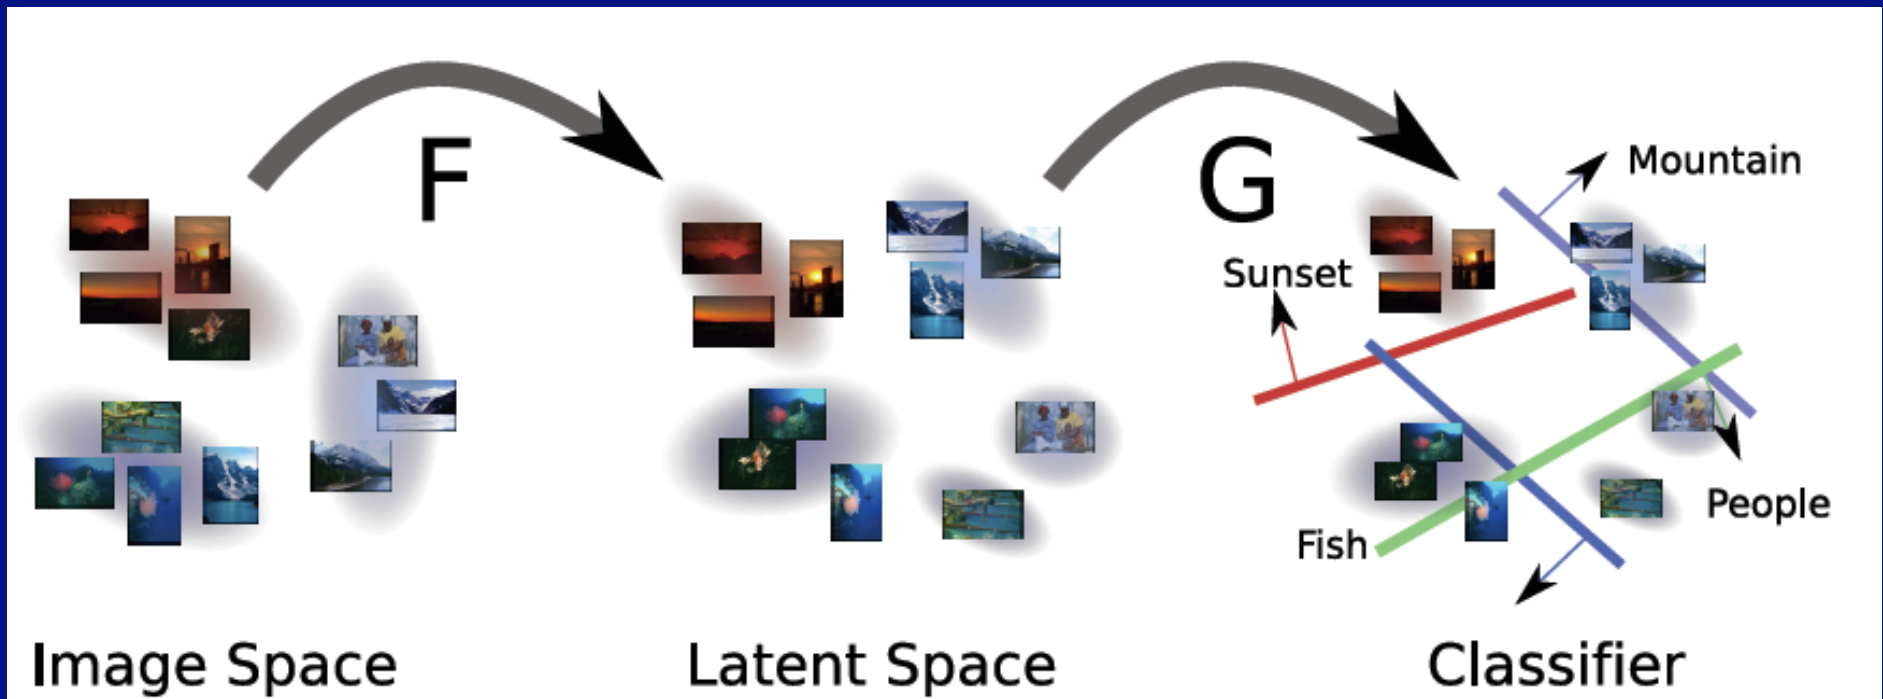 F
G
Mountain
Sunset
People
Fish
Image Space
Latent Space
Classifier